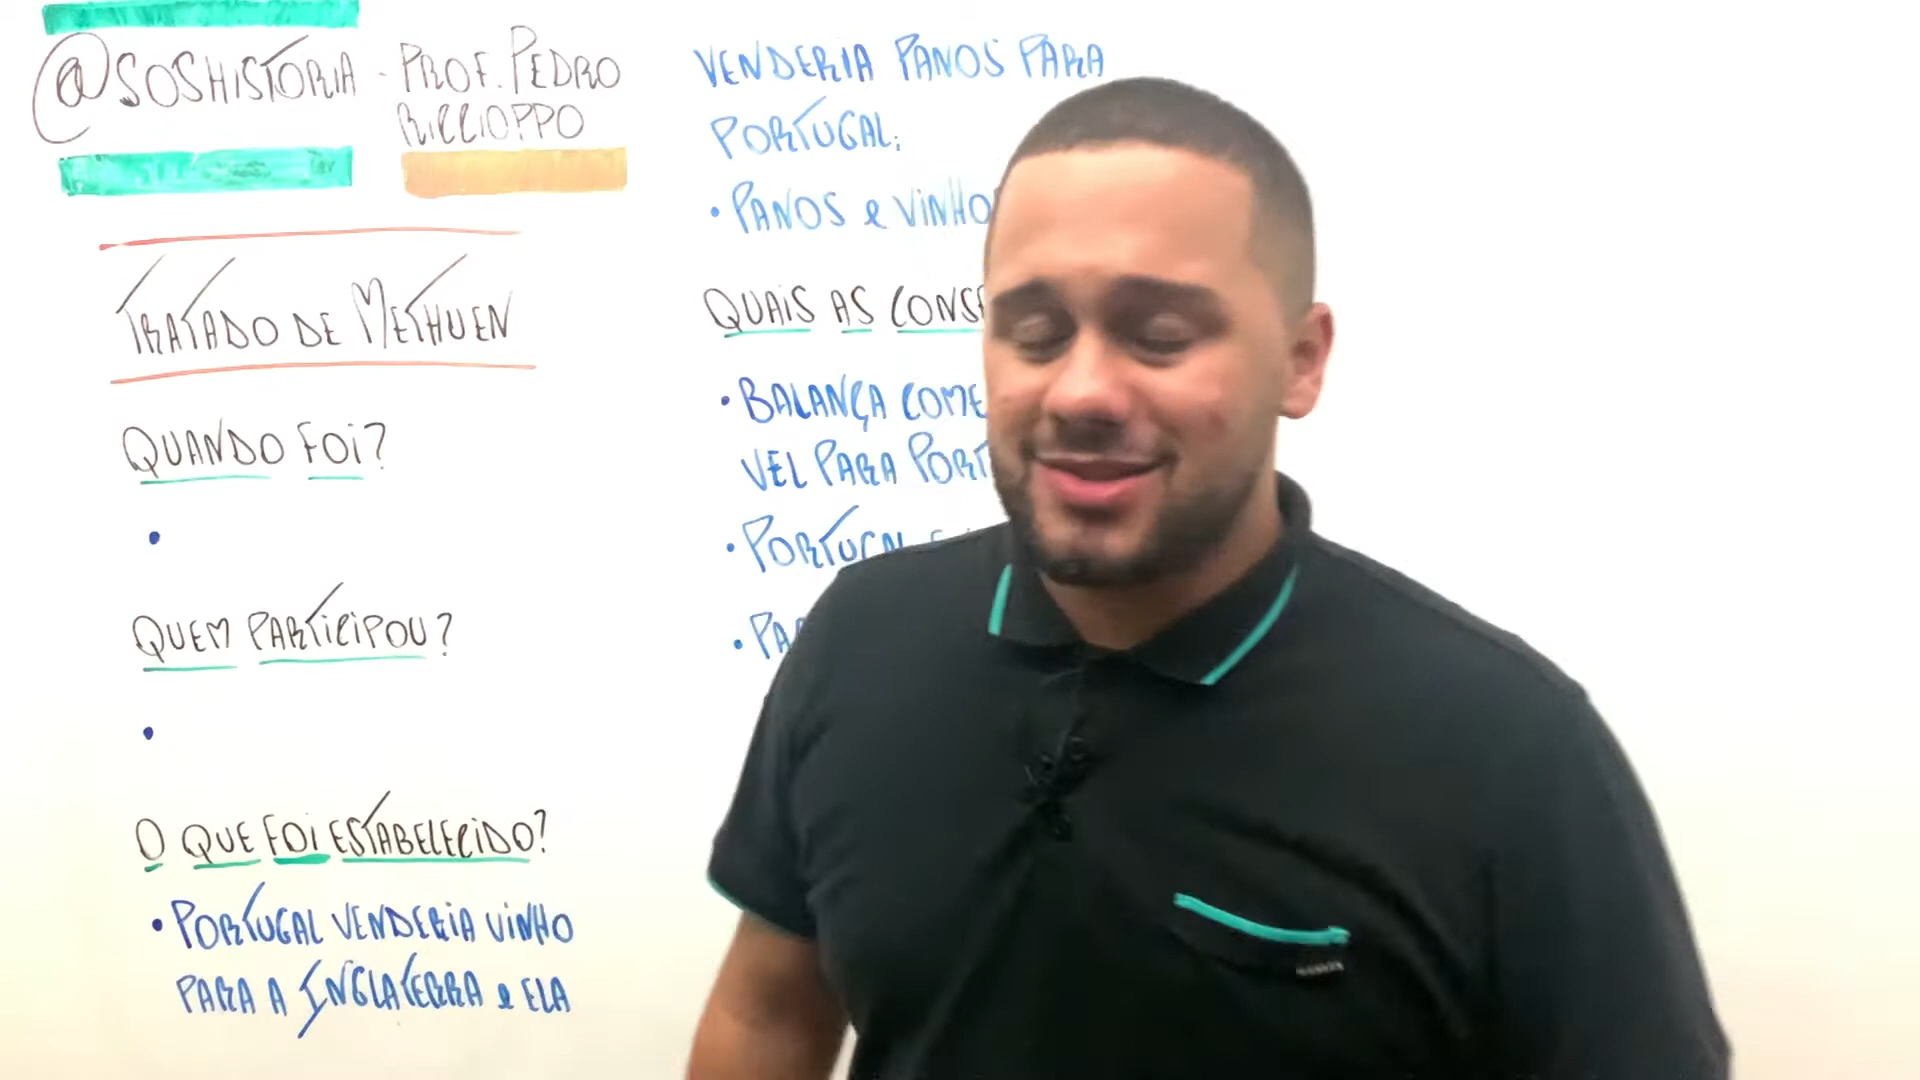 @SOSHISTORIA - PROF. PEDRO
RICCIOPPO
TRATADO DE METHUEN
QUANDO FOI?
•
QUEM PARTICIPOU?
•
O QUE FOI ESTABELECIDO?
• PORTUGAL VENDERIA VINHO
PARA A INGLATERRA e ELA
VENDERIA PANOS PARA
PORTUGAL;
• PANOS e VINHO
QUAIS AS
• BALANÇA
VEL PARA
• PORTUGAL
•